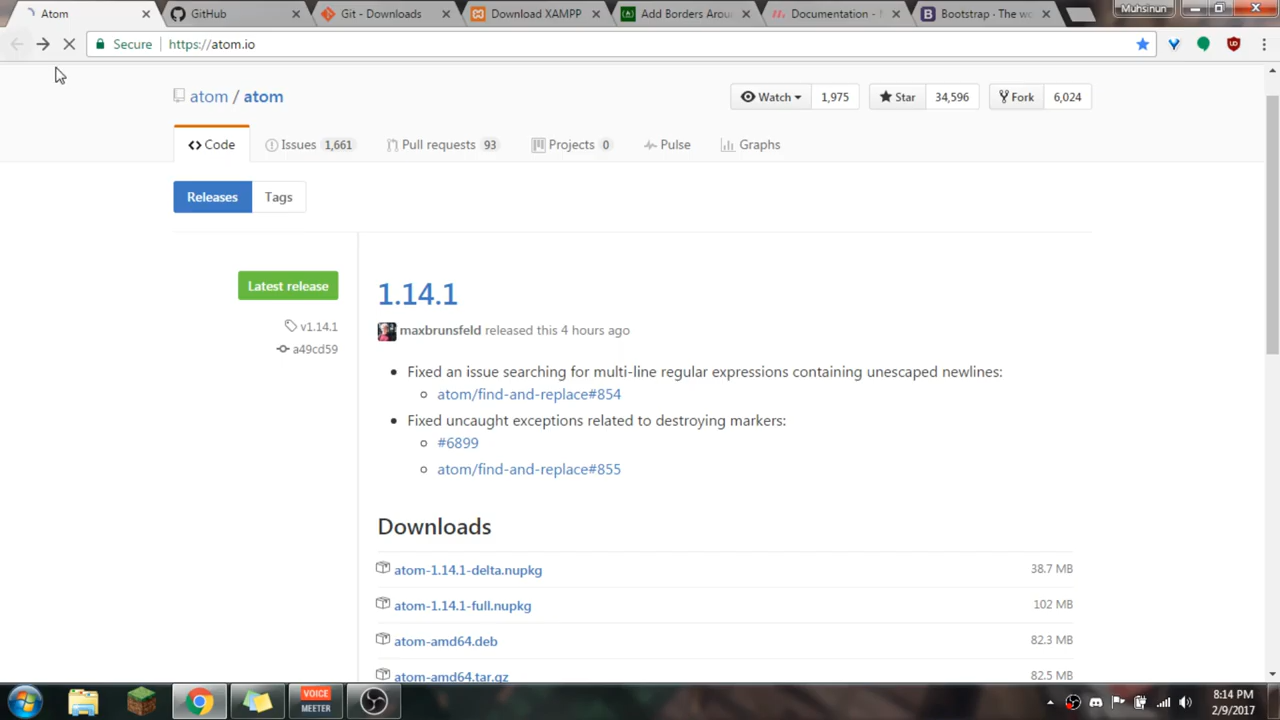 Atom
GitHub
Git - Downloads
Download XAMPP
Add Borders Arou
Documentation -
Bootstrap - The wo
Muhsinun
Secure
https://atom.io
atom / atom
Watch 1,975
Star 34,596
Fork 6,024
Code
Issues 1,661
Pull requests 93
Projects 0
Pulse
Graphs
Releases
Tags
Latest release
v1.14.1
a49cd59
1.14.1
maxbrunsfeld released this 4 hours ago
Fixed an issue searching for multi-line regular expressions containing unescaped newlines:
atom/find-and-replace#854
Fixed uncaught exceptions related to destroying markers:
#6899
atom/find-and-replace#855
Downloads
atom-1.14.1-delta.nupkg 38.7 MB
atom-1.14.1-full.nupkg 102 MB
atom-amd64.deb 82.3 MB
atom-amd64.tar.gz 82.5 MB
VOICE
MEETER
8:14 PM
2/9/2017